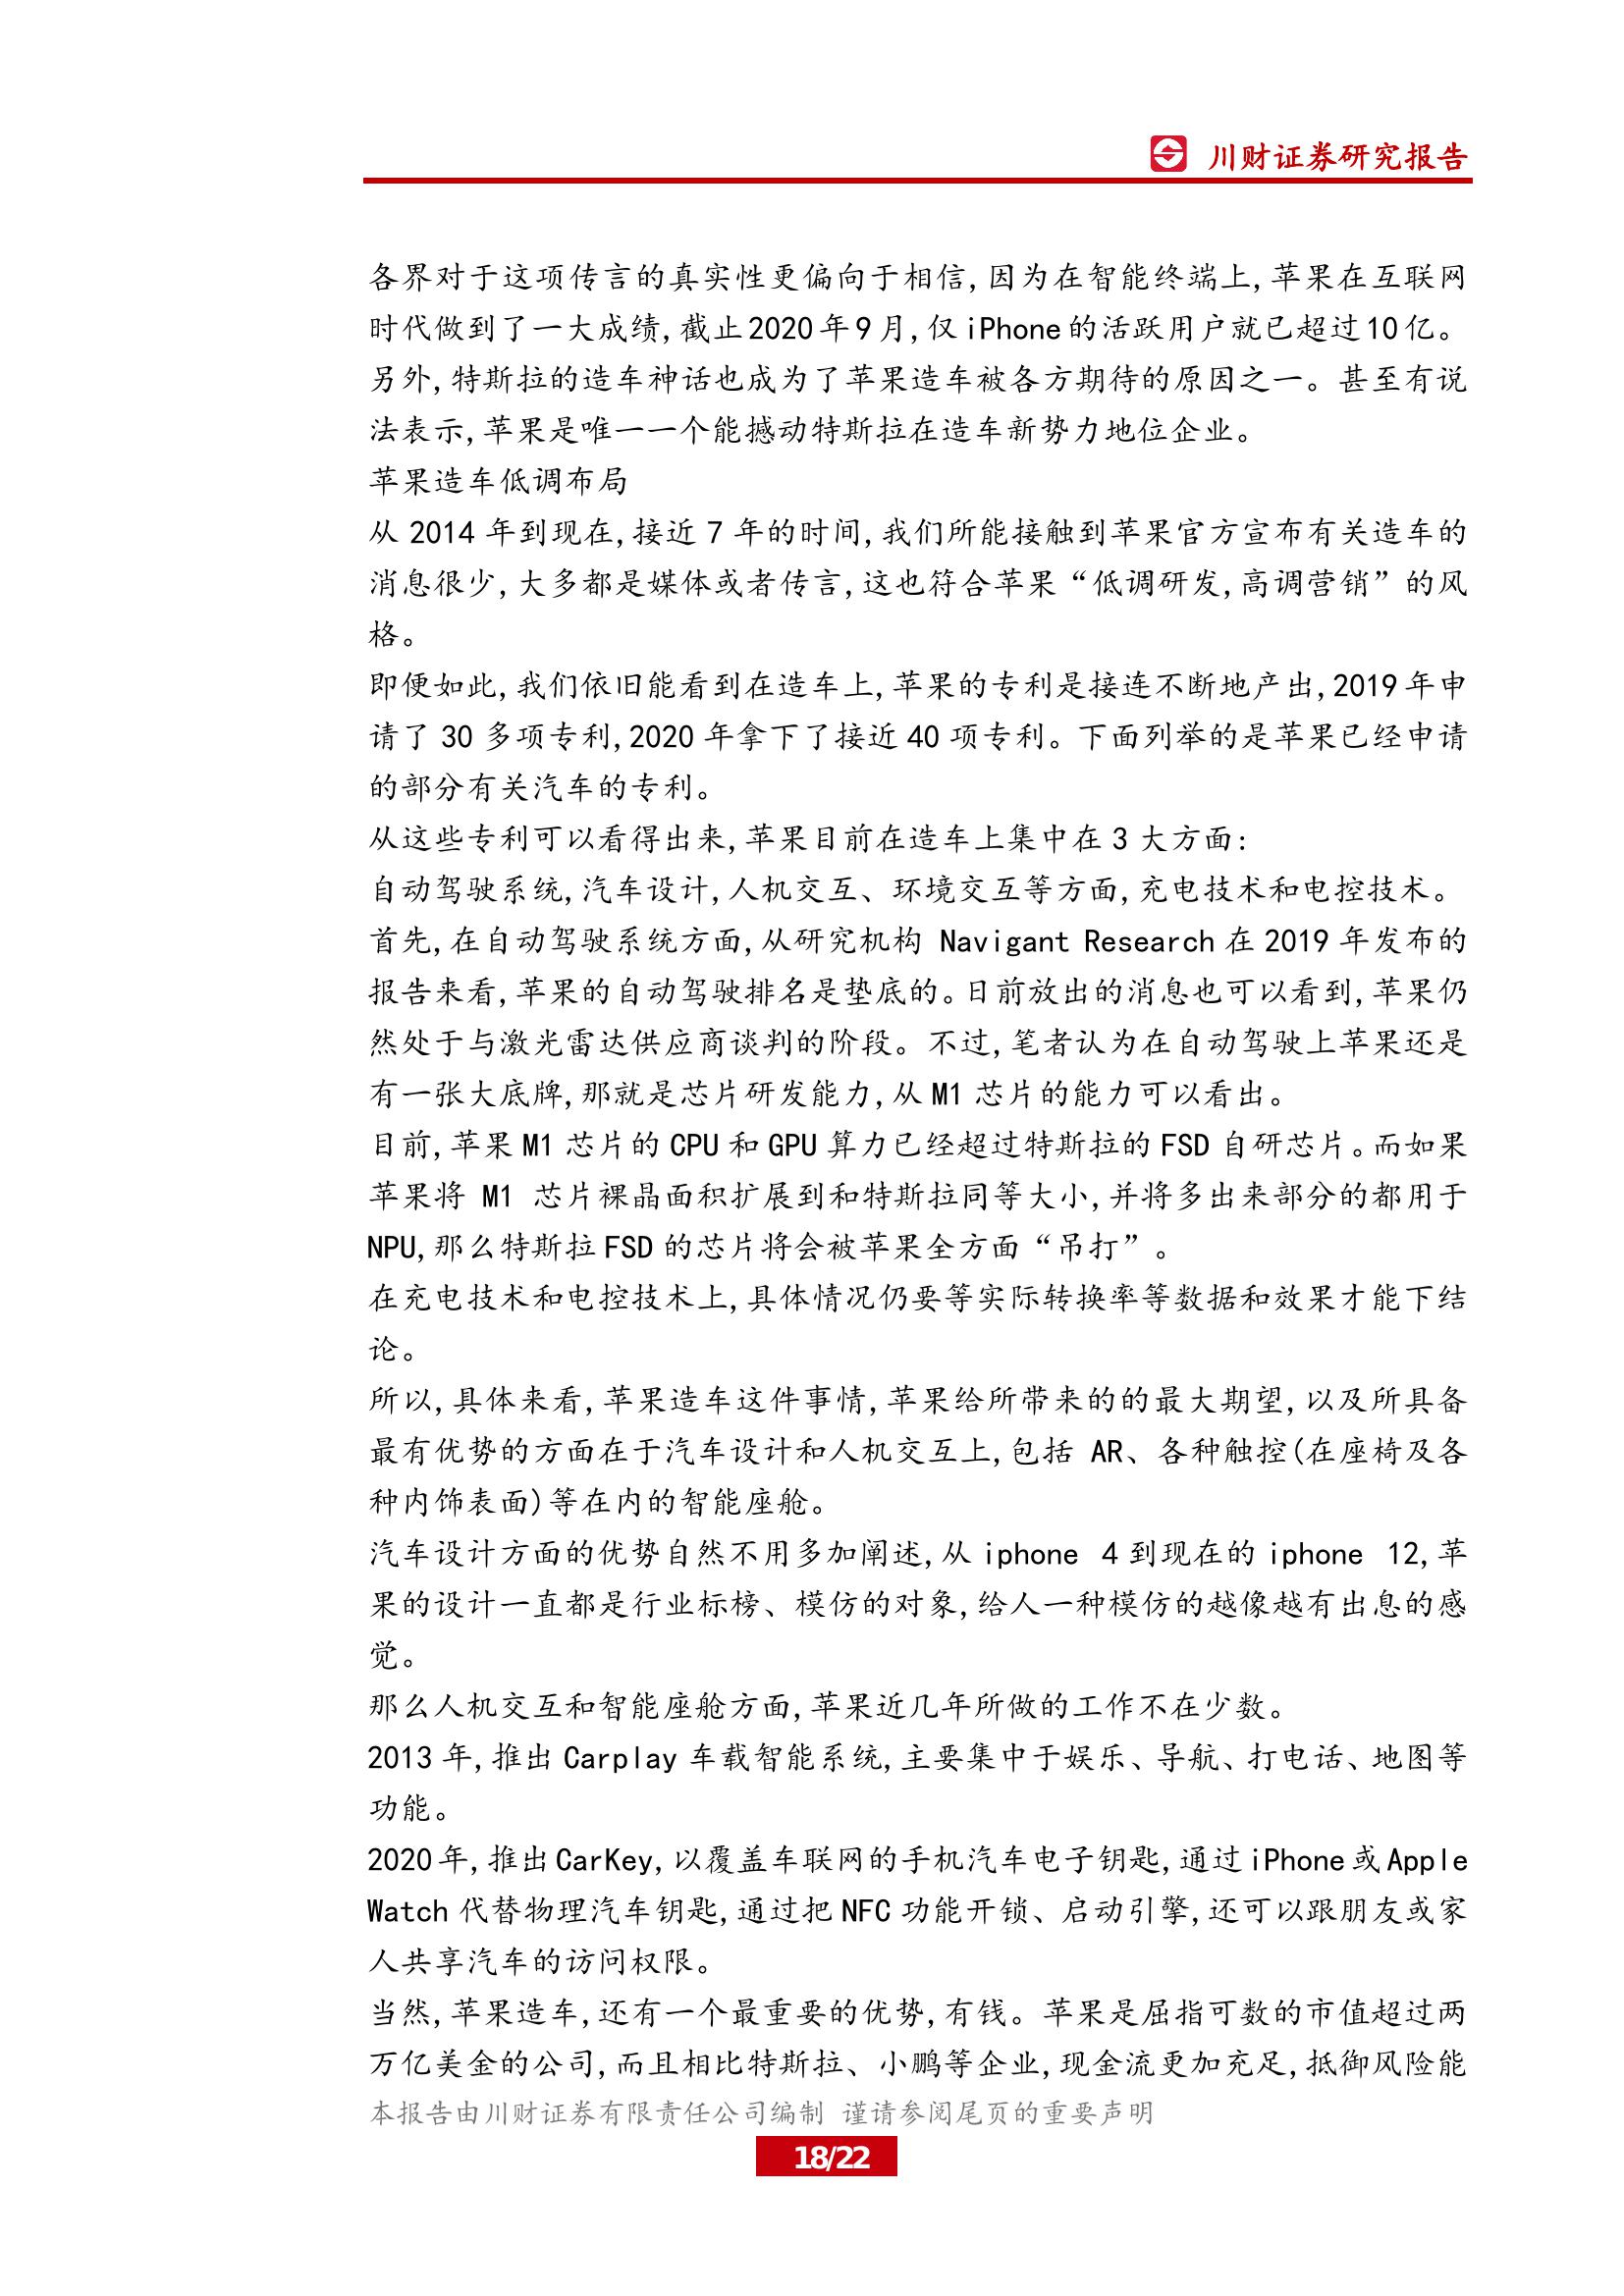 川财证券研究报告
各界对于这项传言的真实性更偏向于相信,因为在智能终端上,苹果在互联网
时代做到了一大成绩,截止2020年9月,仅iPhone的活跃用户就已超过10亿。
另外,特斯拉的造车神话也成为了苹果造车被各方期待的原因之一。甚至有说
法表示,苹果是唯一一个能撼动特斯拉在造车新势力地位企业。
苹果造车低调布局
从 2014 年到现在,接近 7 年的时间,我们所能接触到苹果官方宣布有关造车的
消息很少,大多都是媒体或者传言,这也符合苹果“低调研发,高调营销”的风
格。
即便如此,我们依旧能看到在造车上,苹果的专利是接连不断地产出,2019年申
请了 30 多项专利,2020 年拿下了接近 40 项专利。下面列举的是苹果已经申请
的部分有关汽车的专利。
从这些专利可以看得出来,苹果目前在造车上集中在 3 大方面:
自动驾驶系统,汽车设计,人机交互、环境交互等方面,充电技术和电控技术。
首先,在自动驾驶系统方面,从研究机构 Navigant Research 在 2019 年发布的
报告来看,苹果的自动驾驶排名是垫底的。日前放出的消息也可以看到,苹果仍
然处于与激光雷达供应商谈判的阶段。不过,笔者认为在自动驾驶上苹果还是
有一张大底牌,那就是芯片研发能力,从 M1 芯片的能力可以看出。
目前,苹果 M1 芯片的 CPU 和 GPU 算力已经超过特斯拉的 FSD 自研芯片。而如果
苹果将 M1 芯片裸晶面积扩展到和特斯拉同等大小,并将多出来部分的都用于
NPU,那么特斯拉 FSD 的芯片将会被苹果全方面“吊打”。
在充电技术和电控技术上,具体情况仍要等实际转换率等数据和效果才能下结
论。
所以,具体来看,苹果造车这件事情,苹果给所带来的的最大期望,以及所具备
最有优势的方面在于汽车设计和人机交互上,包括 AR、各种触控(在座椅及各
种内饰表面)等在内的智能座舱。
汽车设计方面的优势自然不用多加阐述,从 iphone 4 到现在的 iphone 12,苹
果的设计一直都是行业标榜、模仿的对象,给人一种模仿的越像越有出息的感
觉。
那么人机交互和智能座舱方面,苹果近几年所做的工作不在少数。
2013 年,推出 Carplay 车载智能系统,主要集中于娱乐、导航、打电话、地图等
功能。
2020年,推出CarKey,以覆盖车联网的手机汽车电子钥匙,通过iPhone或Apple
Watch 代替物理汽车钥匙,通过把 NFC 功能开锁、启动引擎,还可以跟朋友或家
人共享汽车的访问权限。
当然,苹果造车,还有一个最重要的优势,有钱。苹果是屈指可数的市值超过两
万亿美金的公司,而且相比特斯拉、小鹏等企业,现金流更加充足,抵御风险能
本报告由川财证券有限责任公司编制 谨请参阅尾页的重要声明
18/22